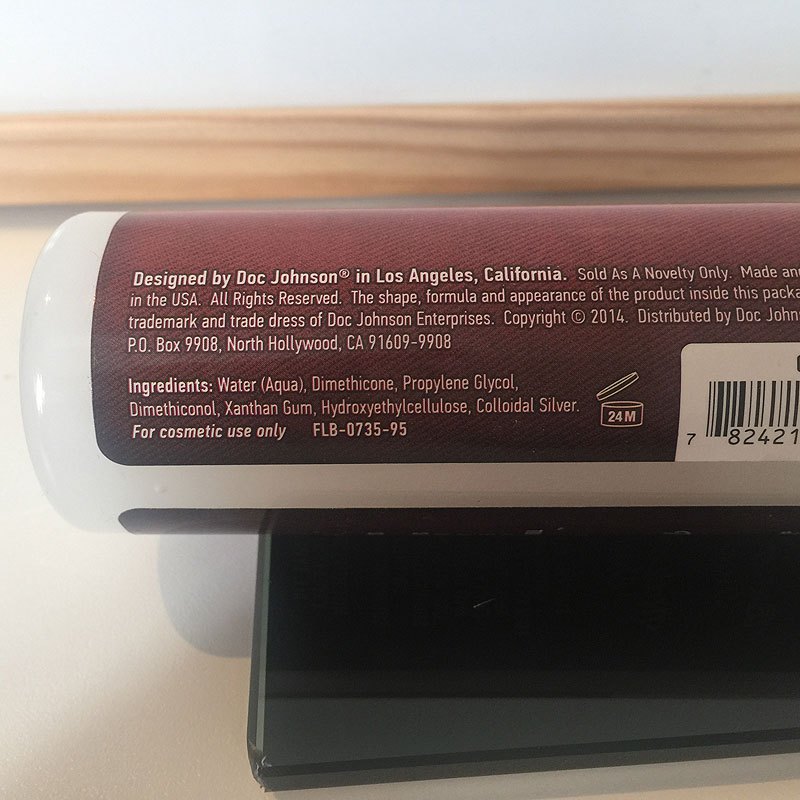 Designed by Doc Johnson® in Los Angeles, California. Sold As A Novelty Only. Made
in the USA. All Rights Reserved. The shape, formula and appearance of the product inside this
trademark and trade dress of Doc Johnson Enterprises. Copyright © 2014. Distributed by Doc
P.O. Box 9908, North Hollywood, CA 91609-9908
Ingredients: Water (Aqua), Dimethicone, Propylene Glycol,
Dimethiconol, Xanthan Gum, Hydroxyethylcellulose, Colloidal Silver.
For cosmetic use only FLB-0735-95
24M
7 82421